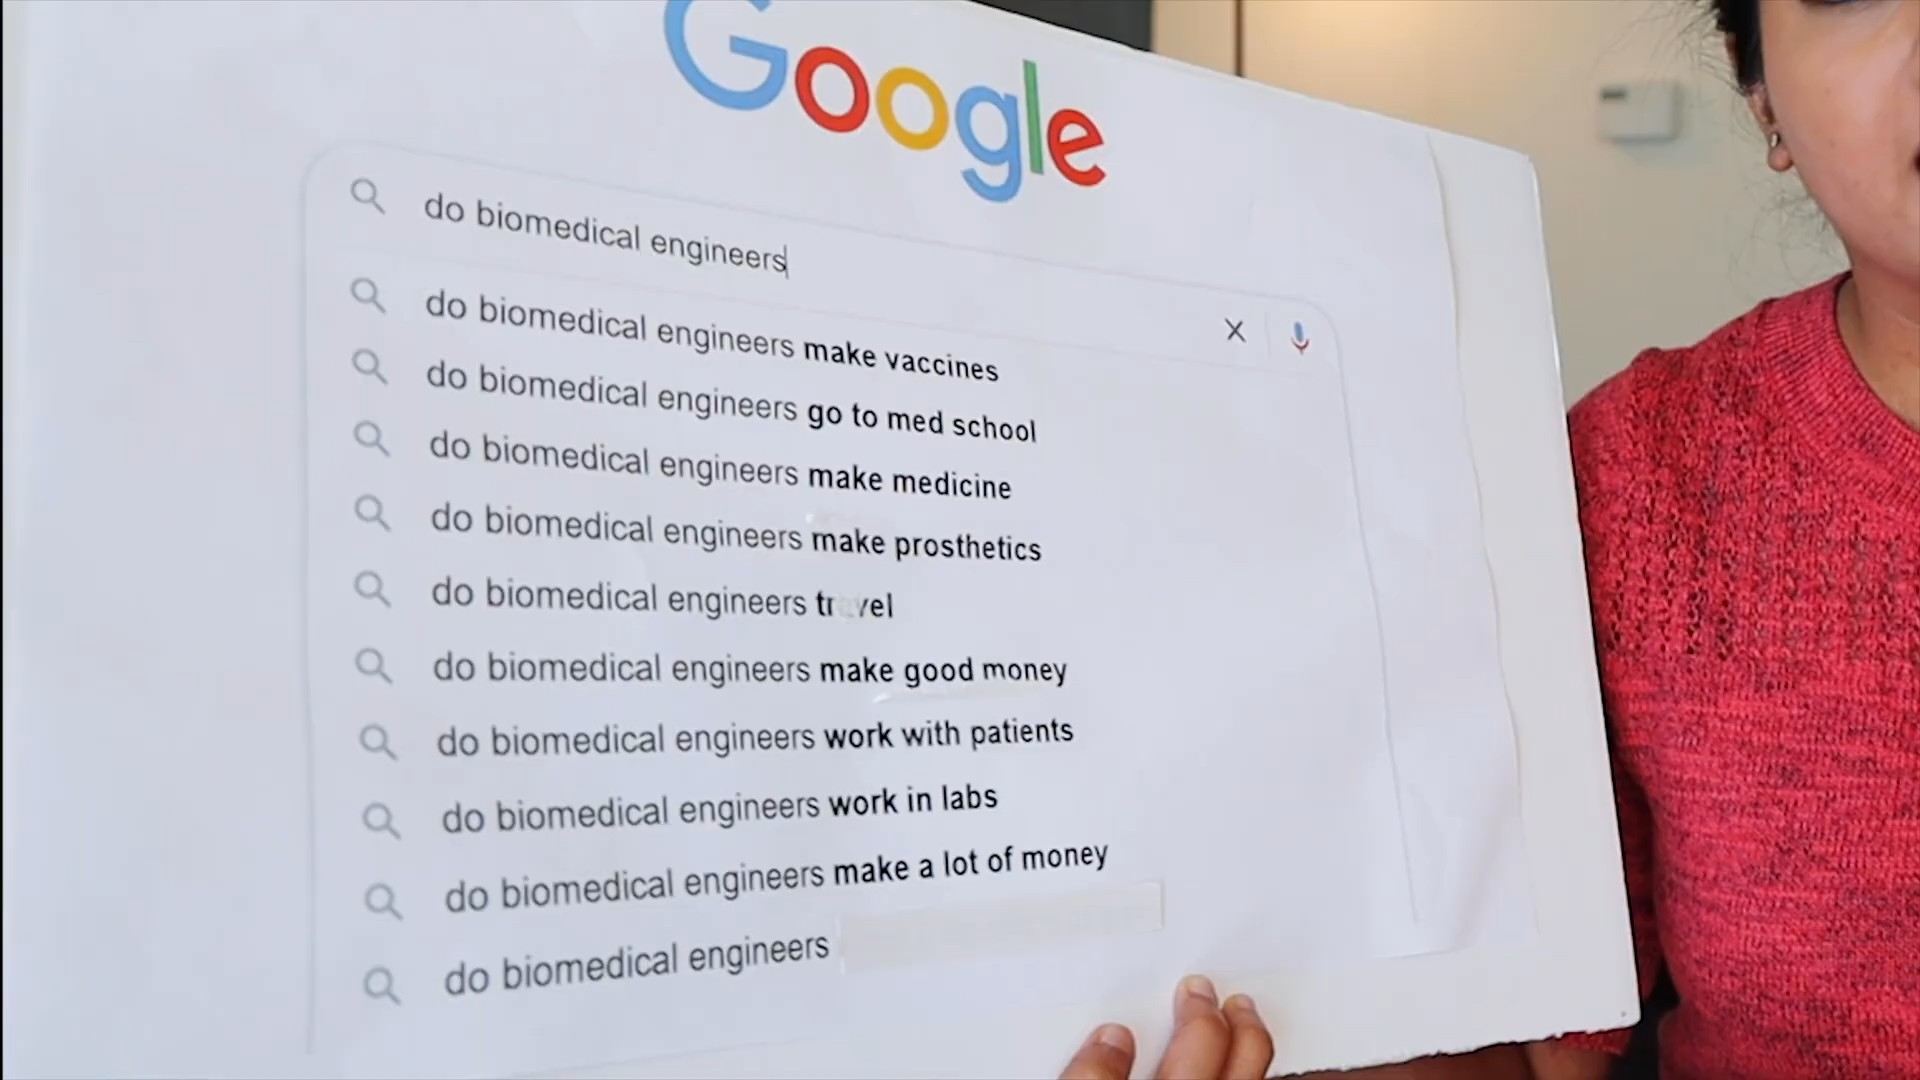 Google
do biomedical engineers
do biomedical engineers make vaccines
do biomedical engineers go to med school
do biomedical engineers make medicine
do biomedical engineers make prosthetics
do biomedical engineers travel
do biomedical engineers make good money
do biomedical engineers work with patients
do biomedical engineers work in labs
do biomedical engineers make a lot of money
do biomedical engineers